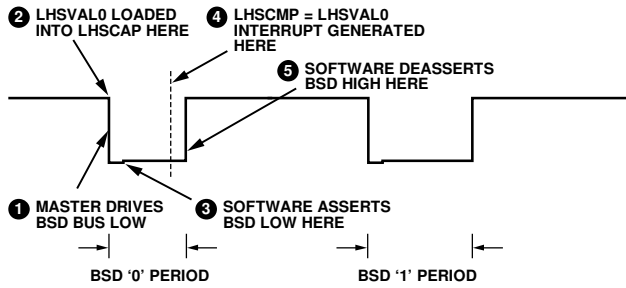 2 LHSVAL0 LOADED
INTO LHSCAP HERE
4 LHSCMP = LHSVAL0
INTERRUPT GENERATED
HERE
5 SOFTWARE DEASSERTS
BSD HIGH HERE
1 MASTER DRIVES
BSD BUS LOW
3 SOFTWARE ASSERTS
BSD LOW HERE
BSD ‘0’ PERIOD
BSD ‘1’ PERIOD